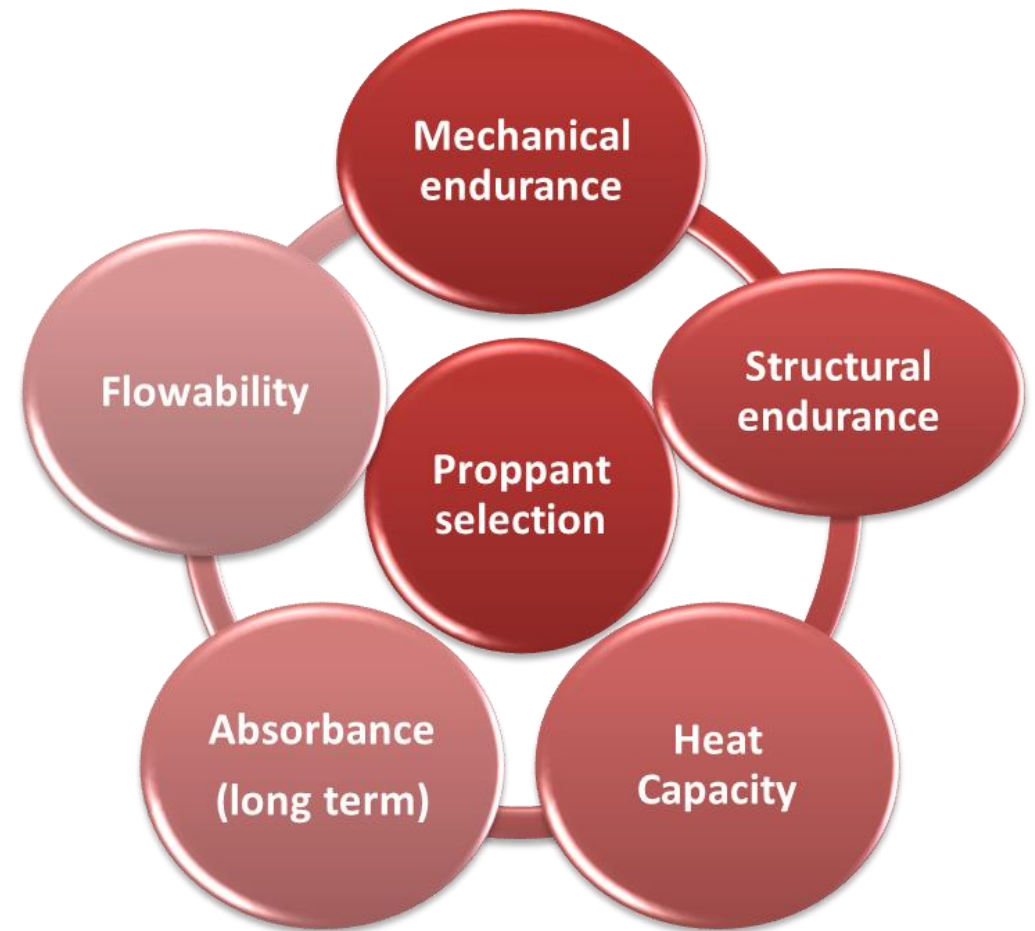 Mechanical
endurance
Structural
endurance
Flowability
Proppant
selection
Absorbance
(long term)
Heat
Capacity